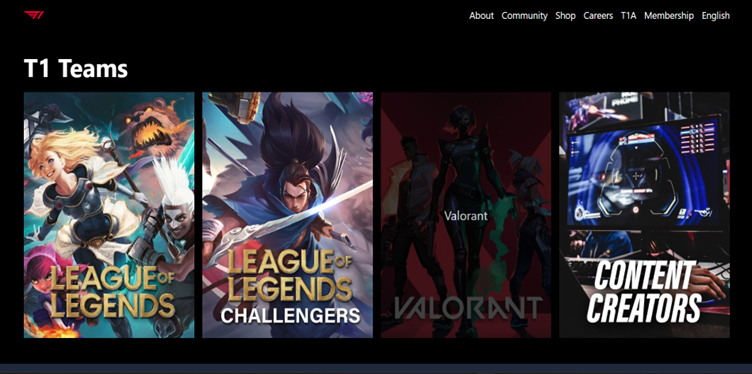 About Community Shop Careers T1A Membership English
T1 Teams
LEAGUE OF
LEGENDS
LEAGUE OF
LEGENDS
CHALLENGERS
Valorant
VALORANT
CONTENT
CREATORS